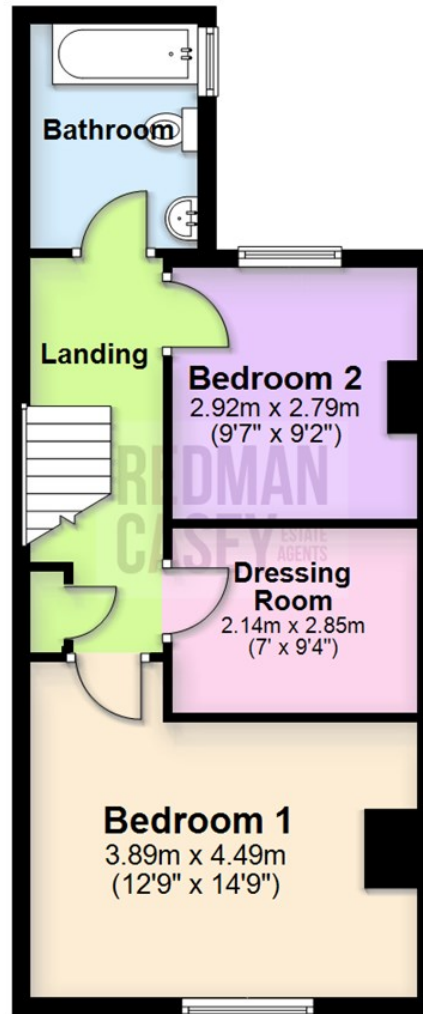 Bathroom
Landing
Bedroom 2
2.92m x 2.79m
(9'7" x 9'2")
REDMAN
CASEY ESTATE
AGENTS
Dressing
Room
2.14m x 2.85m
(7' x 9'4")
Bedroom 1
3.89m x 4.49m
(12'9" x 14'9")